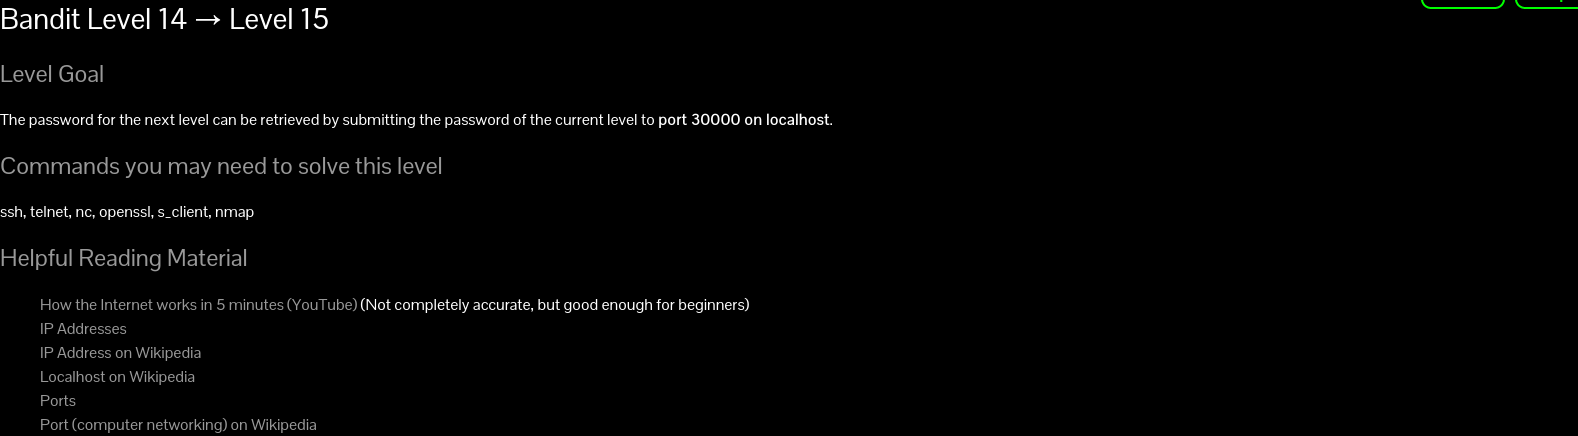 Bandit Level 14 → Level 15
Level Goal
The password for the next level can be retrieved by submitting the password of the current level to port 30000 on localhost.
Commands you may need to solve this level
ssh, telnet, nc, openssl, s_client, nmap
Helpful Reading Material
How the Internet works in 5 minutes (YouTube) (Not completely accurate, but good enough for beginners)
IP Addresses
IP Address on Wikipedia
Localhost on Wikipedia
Ports
Port (computer networking) on Wikipedia